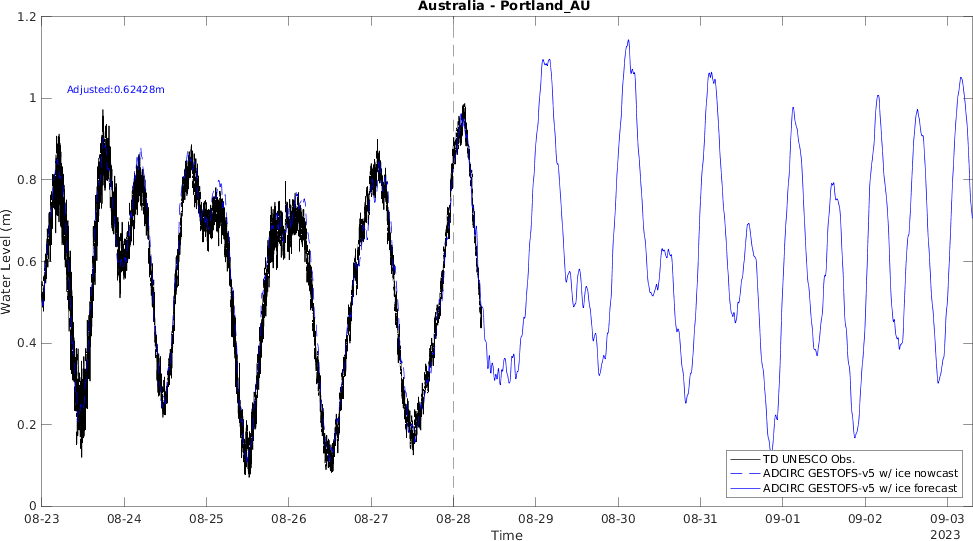 Australia - Portland_AU
Adjusted:0.62428m
Water Level (m)
1.2
1
0.8
0.6
0.4
0.2
0
TD UNESCO Obs.
ADCIRC GESTOFS-v5 w/ ice nowcast
ADCIRC GESTOFS-v5 w/ ice forecast
08-23 08-24 08-25 08-26 08-27 08-28 08-29 08-30 08-31 09-01 09-02 09-03
Time
2023